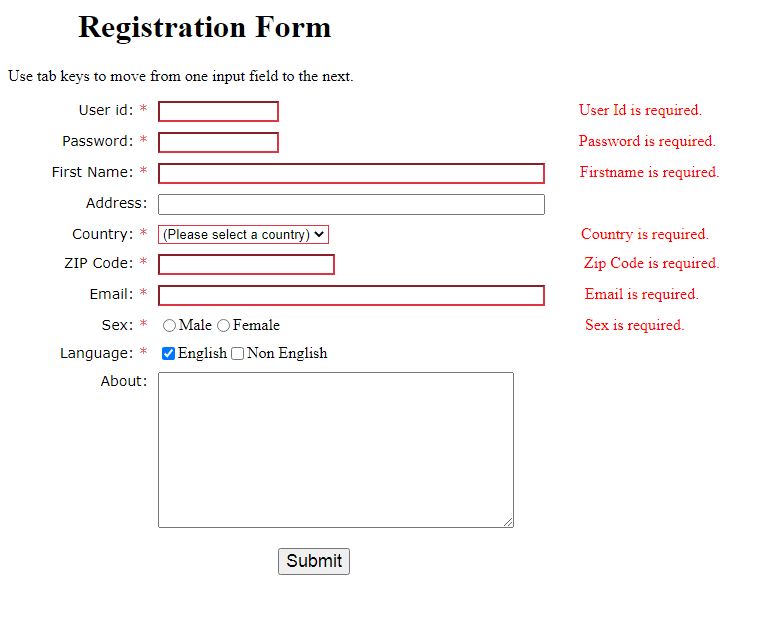 Registration Form
Use tab keys to move from one input field to the next.
User id: * User Id is required.
Password: * Password is required.
First Name: * Firstname is required.
Address:
Country: * (Please select a country) Country is required.
ZIP Code: * Zip Code is required.
Email: * Email is required.
Sex: * Male Female Sex is required.
Language: * English Non English
About:
Submit